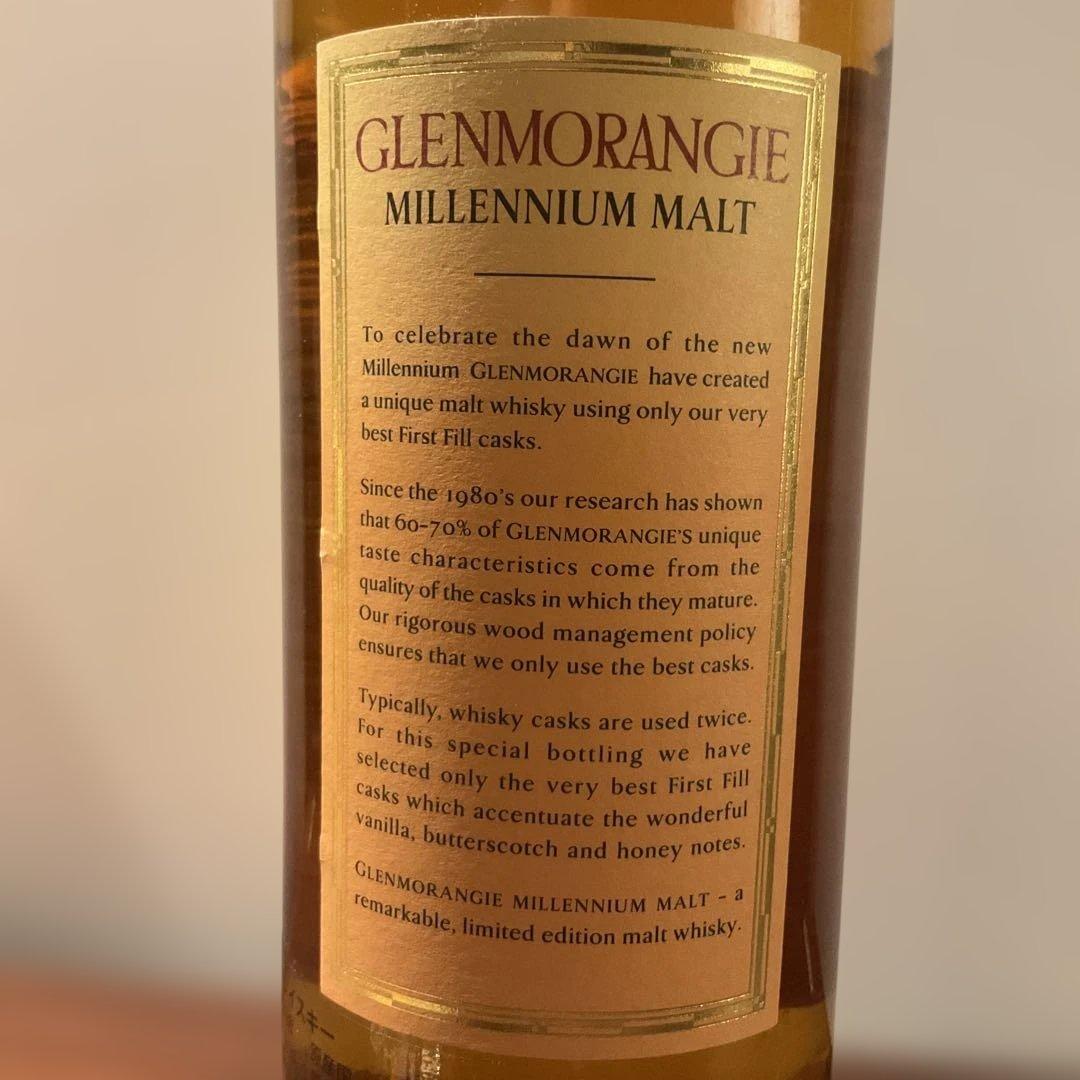 GLENMORANGIE
MILLENNIUM MALT
To celebrate the dawn of the new
Millennium GLENMORANGIE have created
a unique malt whisky using only our very
best First Fill casks.
Since the 1980's our research has shown
that 60-70% of GLENMORANGIE'S unique
taste characteristics come from the
quality of the casks in which they mature.
Our rigorous wood management policy
ensures that we only use the best casks.
Typically, whisky casks are used twice.
For this special bottling we have
selected only the very best First Fill
casks which accentuate the wonderful
vanilla, butterscotch and honey notes.
GLENMORANGIE MILLENNIUM MALT - a
remarkable, limited edition malt whisky.
イスキー